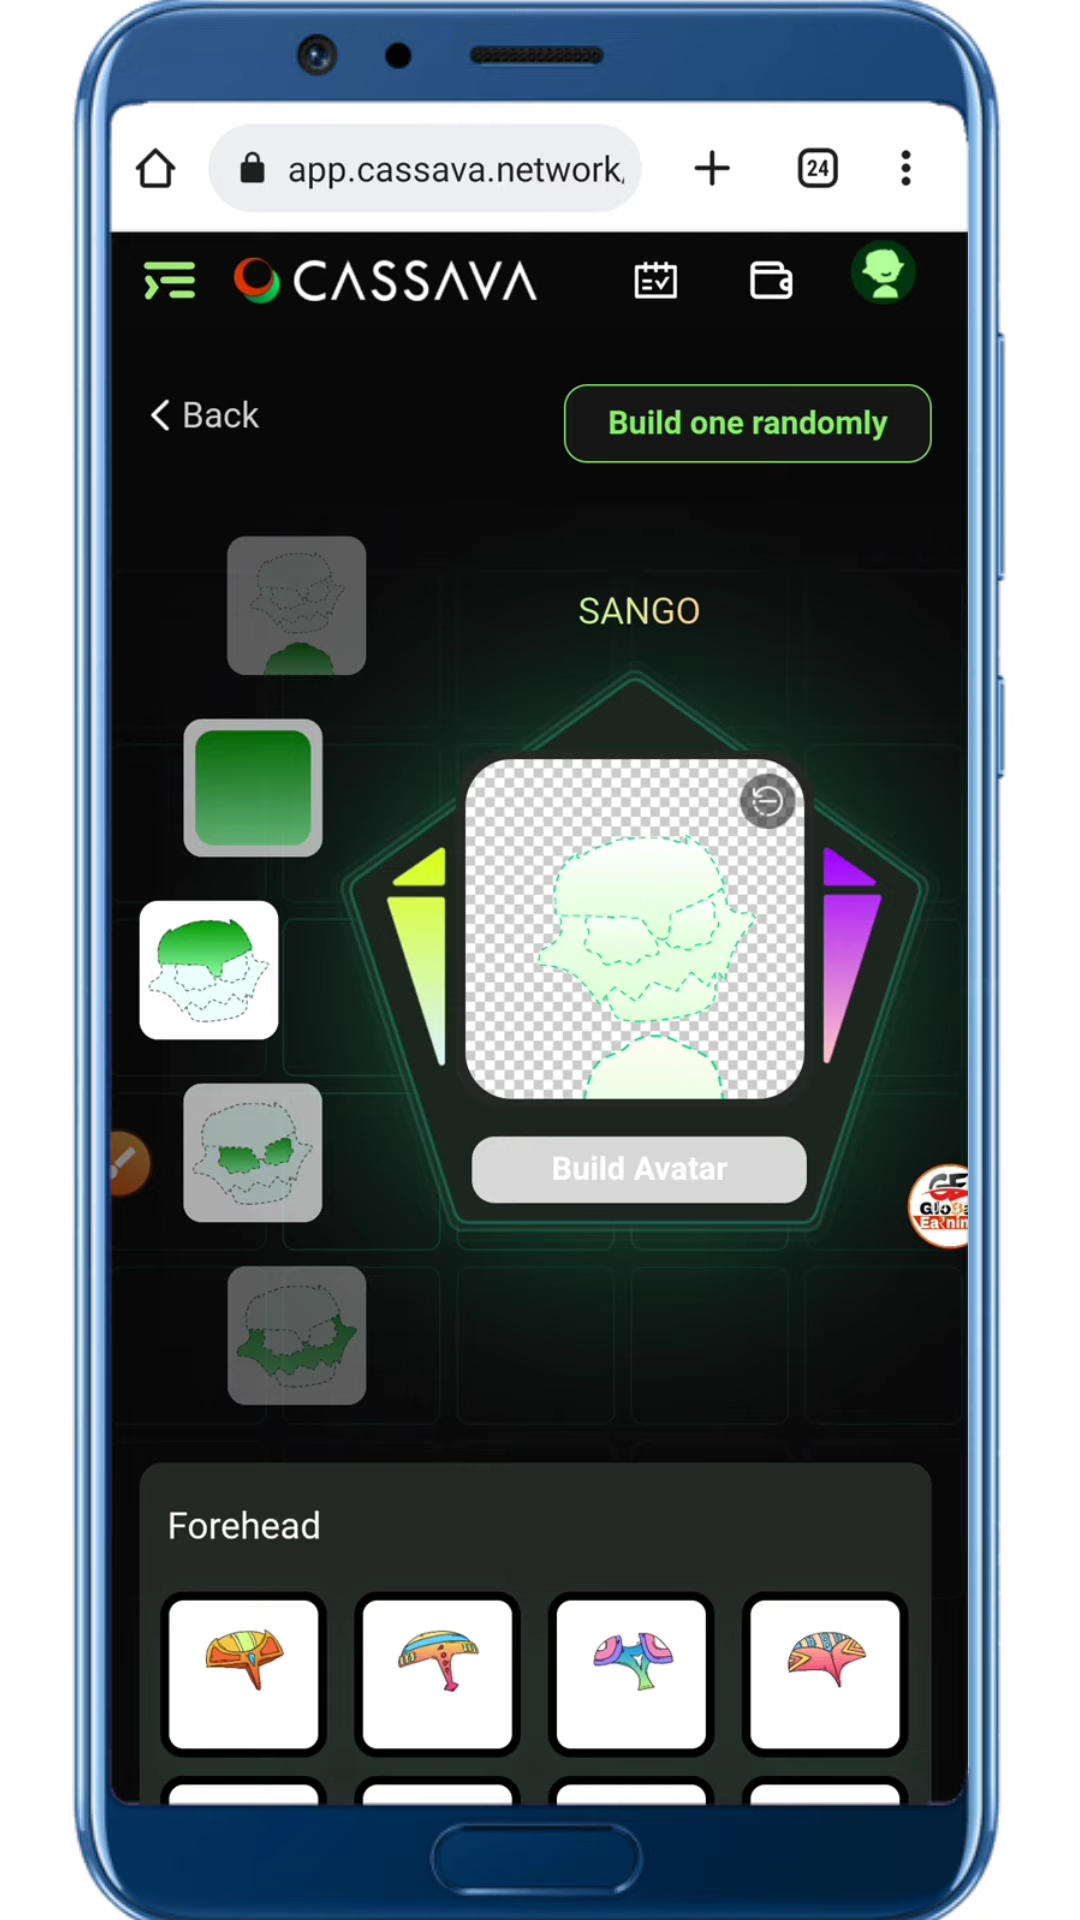 app.cassava.network
24
CASSAVA
Back
Build one randomly
SANGO
Build Avatar
Forehead